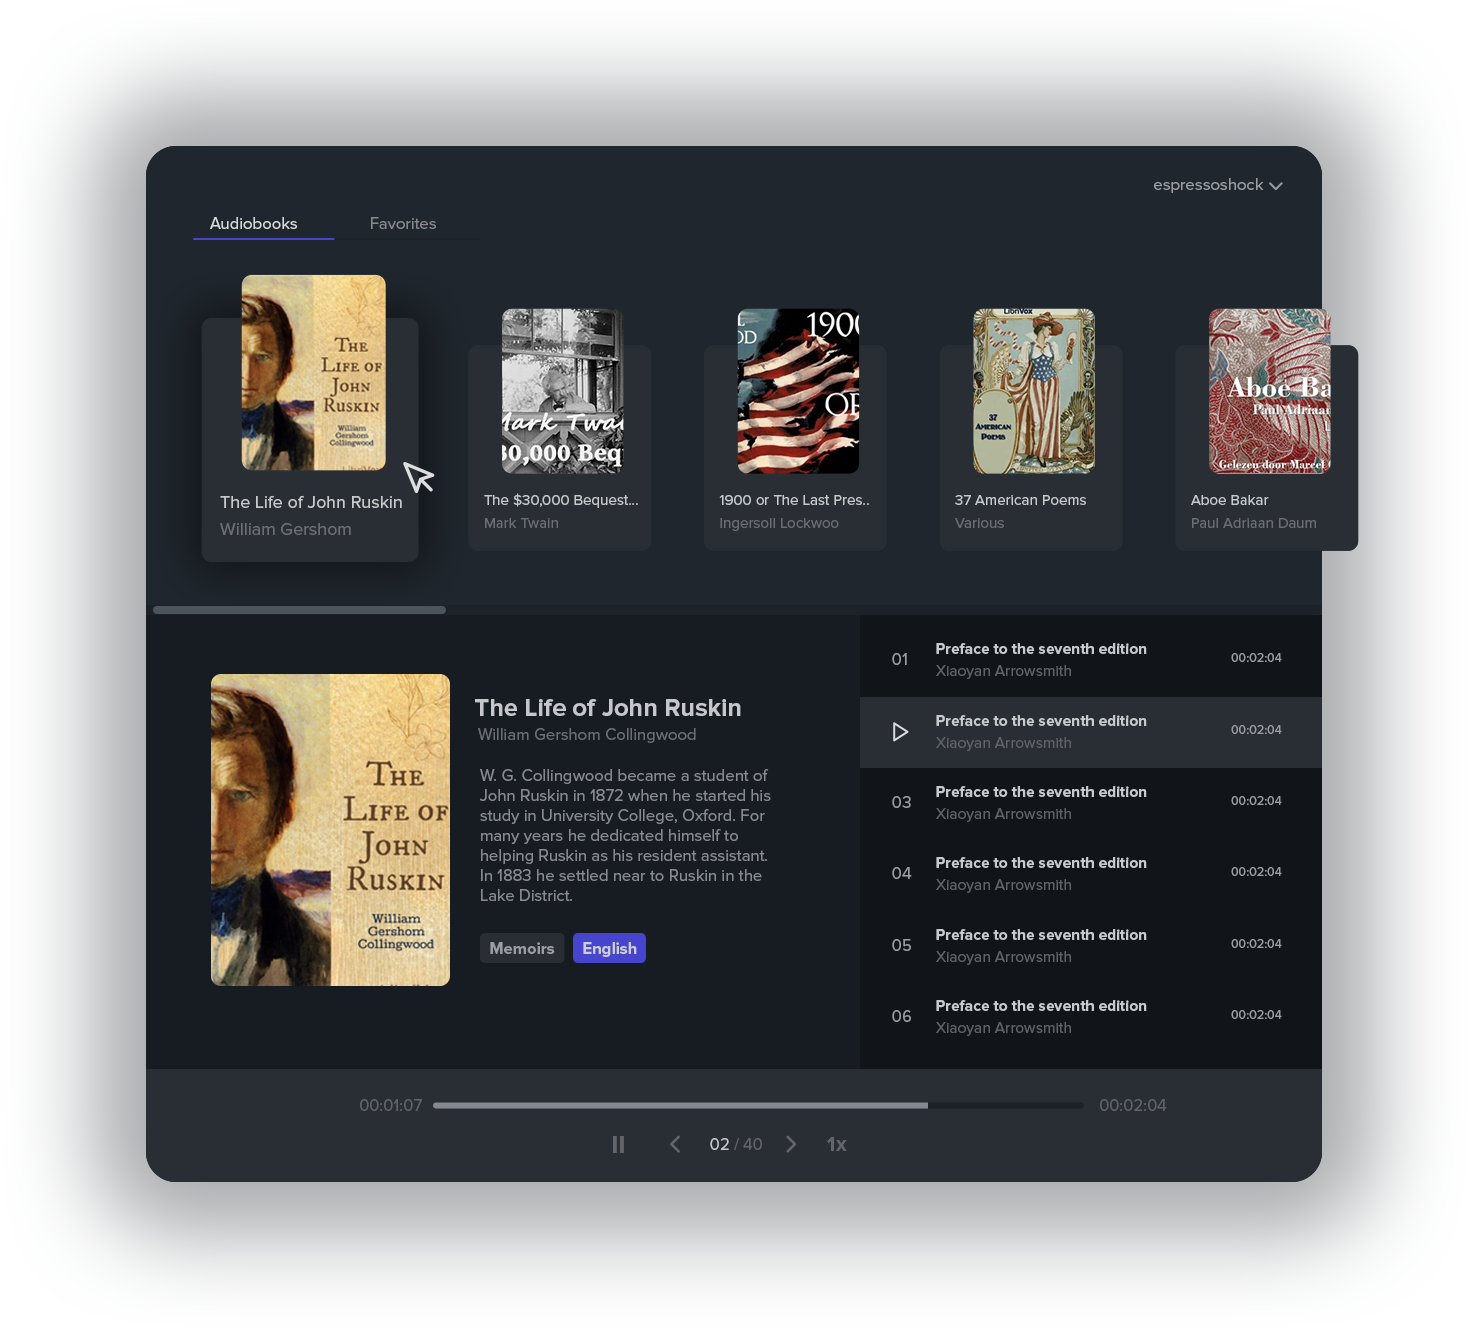 espressoshock
Audiobooks
Favorites
THE
LIFE OF
JOHN
RUSKIN
William
Gershom
Collingwood
The Life of John Ruskin
William Gershom
Mark Twai
30,000 Beq
The $30,000 Bequest...
Mark Twain
OD
1900
OR
1900 or The Last Pres..
Ingersoll Lockwoo
LibriVox
37
AMERICAN
POEMS
37 American Poems
Various
Aboe Ba
Paul Adriaan
Gelezen door Marcel
Aboe Bakar
Paul Adriaan Daum
THE
LIFE OF
JOHN
RUSKIN
William
Gershom
Collingwood
The Life of John Ruskin
William Gershom Collingwood
W. G. Collingwood became a student of
John Ruskin in 1872 when he started his
study in University College, Oxford. For
many years he dedicated himself to
helping Ruskin as his resident assistant.
In 1883 he settled near to Ruskin in the
Lake District.
Memoirs
English
01 Preface to the seventh edition 00:02:04
Xiaoyan Arrowsmith
Preface to the seventh edition 00:02:04
Xiaoyan Arrowsmith
03 Preface to the seventh edition 00:02:04
Xiaoyan Arrowsmith
04 Preface to the seventh edition 00:02:04
Xiaoyan Arrowsmith
05 Preface to the seventh edition 00:02:04
Xiaoyan Arrowsmith
06 Preface to the seventh edition 00:02:04
Xiaoyan Arrowsmith
00:01:07
00:02:04
02 / 40
1x